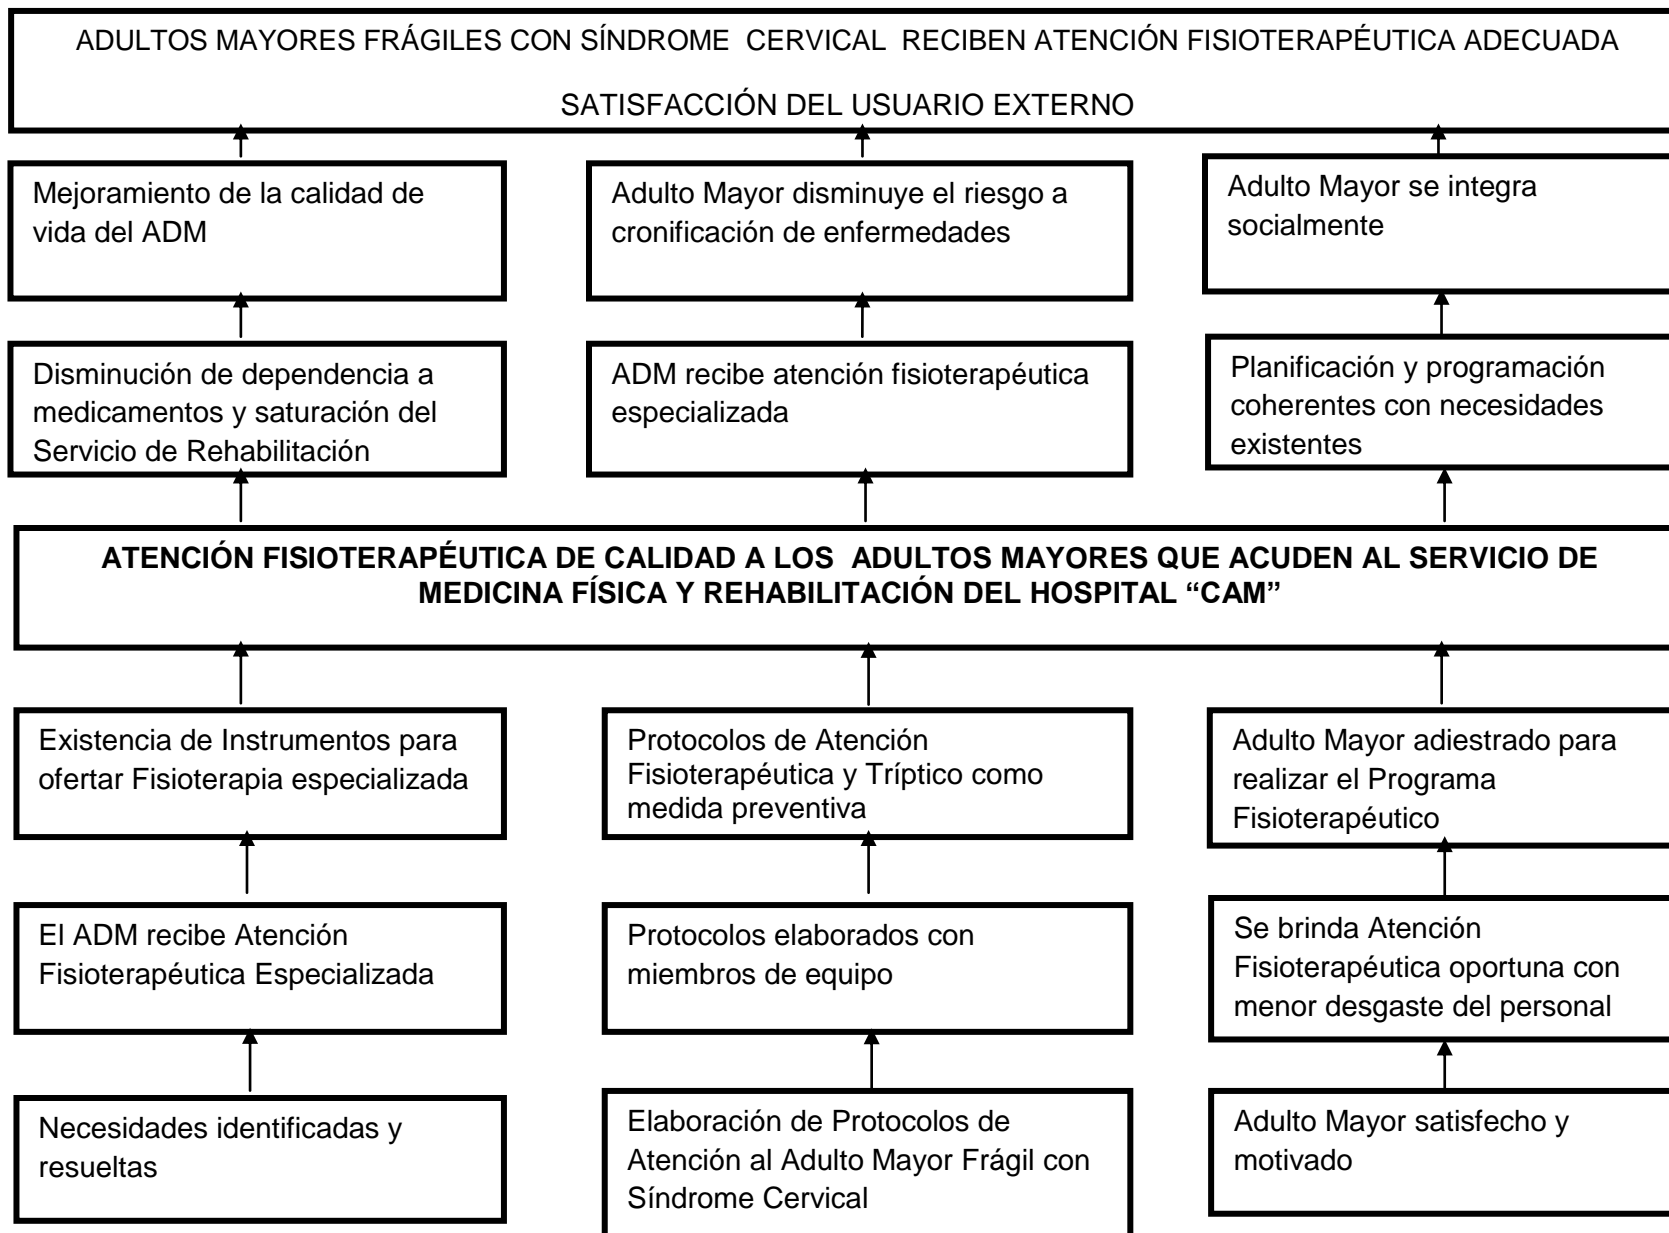 ADULTOS MAYORES FRÁGILES CON SÍNDROME CERVICAL RECIBEN ATENCIÓN FISIOTERAPÉUTICA ADECUADA
SATISFACCIÓN DEL USUARIO EXTERNO
Mejoramiento de la calidad de
vida del ADM
Adulto Mayor disminuye el riesgo a
cronificación de enfermedades
Adulto Mayor se integra
socialmente
Disminución de dependencia a
medicamentos y saturación del
Servicio de Rehabilitación
ADM recibe atención fisioterapéutica
especializada
Planificación y programación
coherentes con necesidades
existentes
ATENCIÓN FISIOTERAPÉUTICA DE CALIDAD A LOS ADULTOS MAYORES QUE ACUDEN AL SERVICIO DE
MEDICINA FÍSICA Y REHABILITACIÓN DEL HOSPITAL “CAM”
Existencia de Instrumentos para
ofertar Fisioterapia especializada
Protocolos de Atención
Fisioterapéutica y Tríptico como
medida preventiva
Adulto Mayor adiestrado para
realizar el Programa
Fisioterapéutico
El ADM recibe Atención
Fisioterapéutica Especializada
Protocolos elaborados con
miembros de equipo
Se brinda Atención
Fisioterapéutica oportuna con
menor desgaste del personal
Necesidades identificadas y
resueltas
Elaboración de Protocolos de
Atención al Adulto Mayor Frágil con
Síndrome Cervical
Adulto Mayor satisfecho y
motivado